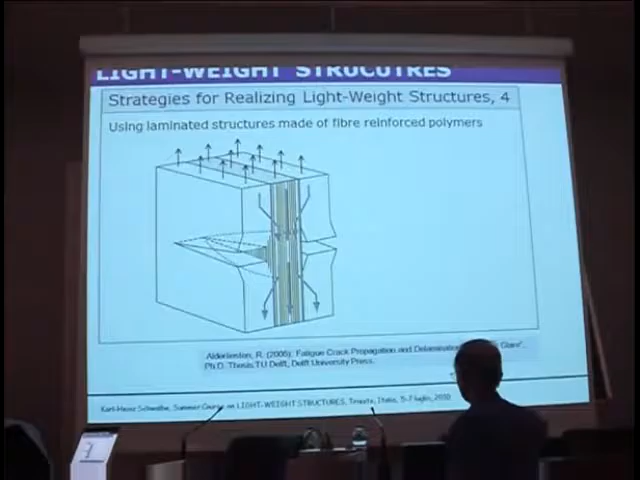 LIGHT-WEIGHT STRUCUTRES
Strategies for Realizing Light-Weight Structures, 4
Using laminated structures made of fibre reinforced polymers
Alderliesten, R. (2005): Fatigue Crack Propagation and Delamination Glare'.
Ph.D. Thesis, TU Delft, Delft University Press.
Karl-Heinz Schwalbe, Summer Course on LIGHT-WEIGHT STRUCTURES, Trieste, Italia, 5-7 luglio, 2010